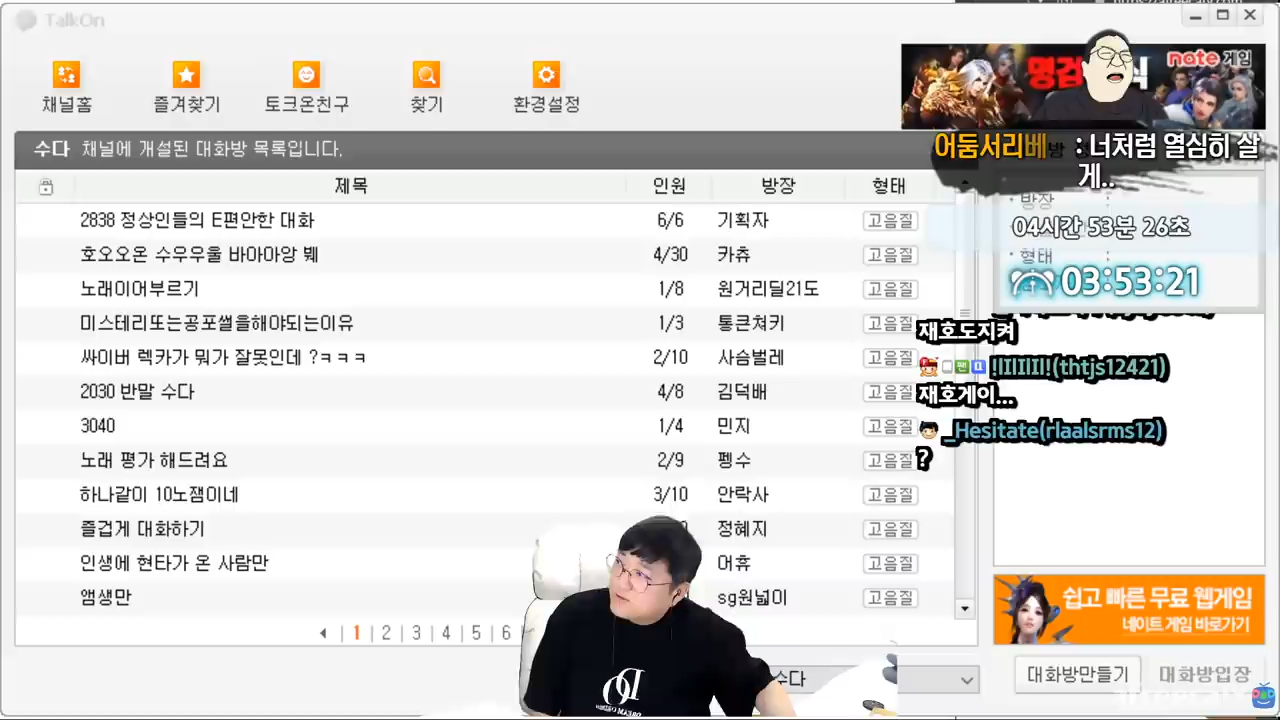 TalkOn
채널홈 즐겨찾기 토크온친구 찾기 환경설정
nate 게임
수다 채널에 개설된 대화방 목록입니다.
어둠서리베 : 너처럼 열심히 살게..
제목 인원 방장 형태
2838 정상인들의 E편안한 대화 6/6 기획자 고음질
호오오온 수우우울 바아아앙 붸 4/30 카츄 고음질
노래이어부르기 1/8 원거리딜21도 고음질
미스테리또는공포썰을해야되는이유 1/3 통큰쳐키 고음질
싸이버 렉카가 뭐가 잘못인데 ?ㅋㅋㅋ 2/10 사슴벌레 고음질
2030 반말 수다 4/8 김덕배 고음질
3040 1/4 민지 고음질
노래 평가 해드려요 2/9 펭수 고음질
하나같이 10노잼이네 3/10 안락사 고음질
즐겁게 대화하기 정혜지 고음질
인생에 현타가 온 사람만 어휴 고음질
앰생만 sg원넓이 고음질
1 2 3 4 5 6
수다
· 방장 :
04시간 53분 26초
· 형태 :
03:53:21
재호도지켜
!lIlIlIl!(thtjs12421)
재호게이...
_Hesitate(rlaalsrms12)
?
쉽고 빠른 무료 웹게임
네이트 게임 바로가기
대화방만들기 대화방입장